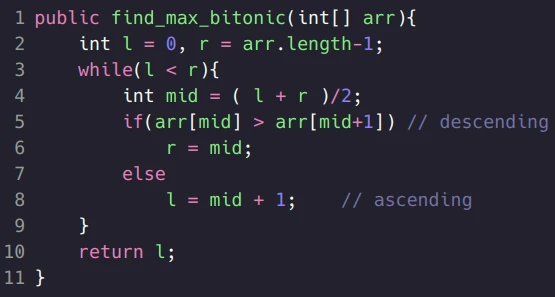 1 public find_max_bitonic(int[] arr){
2     int l = 0, r = arr.length-1;
3     while(l < r){
4         int mid = ( l + r )/2;
5         if(arr[mid] > arr[mid+1]) // descending
6             r = mid;
7         else
8             l = mid + 1;    // ascending
9     }
10     return l;
11 }